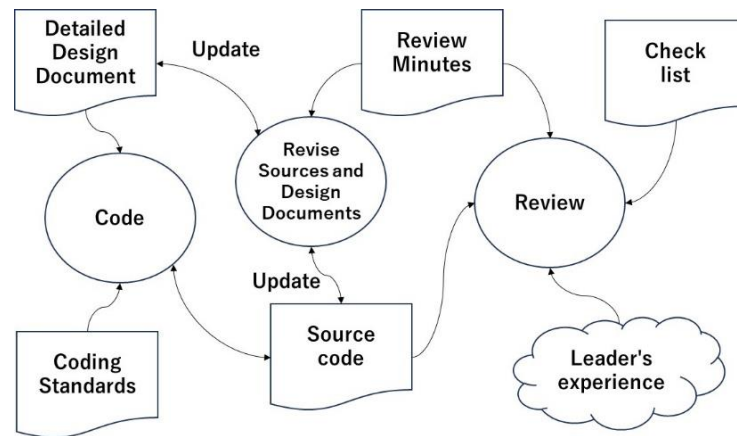 Detailed
Design
Document
Update
Review
Minutes
Check
list
Revise
Sources and
Design
Documents
Code
Review
Update
Source
code
Coding
Standards
Leader's
experience